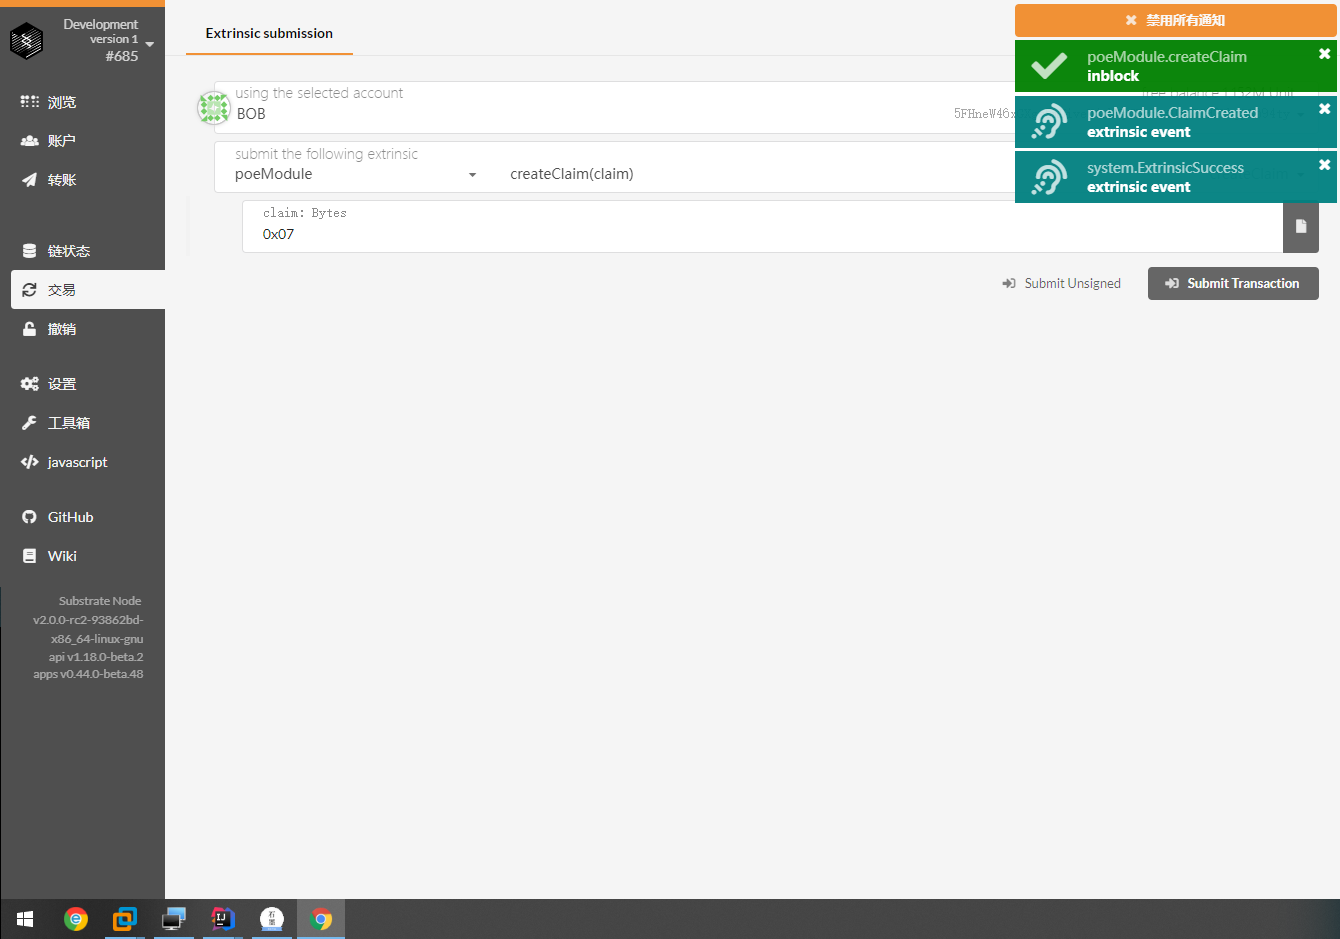 Development
version 1
#685
浏览
账户
转账
链状态
交易
撤销
设置
工具箱
javascript
GitHub
Wiki
Substrate Node
v2.0.0-rc2-93862bd-
x86_64-linux-gnu
api v1.18.0-beta.2
apps v0.44.0-beta.48
Extrinsic submission
using the selected account
BOB
5FHneW46x
submit the following extrinsic
poeModule
createClaim(claim)
claim: Bytes
0x07
Submit Unsigned
Submit Transaction
禁用所有通知
poeModule.createClaim
inblock
poeModule.ClaimCreated
extrinsic event
system.ExtrinsicSuccess
extrinsic event